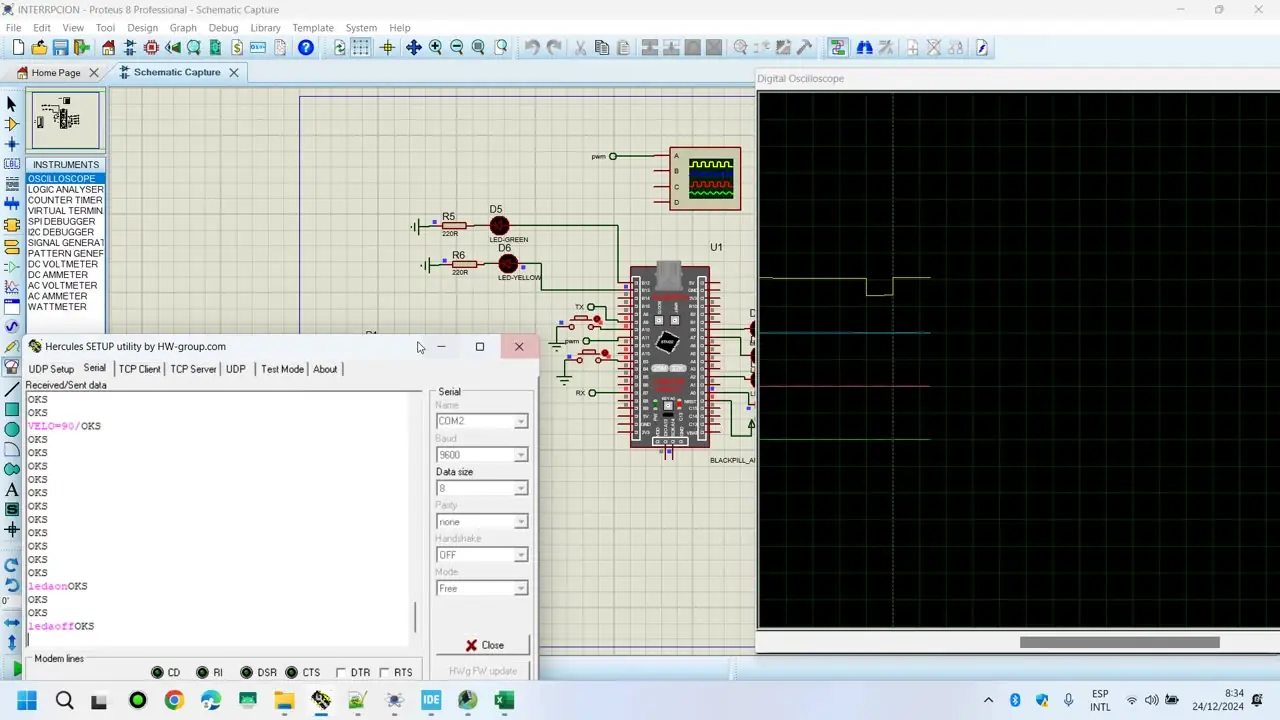 INTERRPCION - Proteus 8 Professional - Schematic Capture
File Edit View Tool Design Graph Debug Library Template System Help
Home Page
Schematic Capture
Digital Oscilloscope
INSTRUMENTS
OSCILLOSCOPE
LOGIC ANALYSER
COUNTER TIMER
VIRTUAL TERMIN
SPI DEBUGGER
I2C DEBUGGER
SIGNAL GENERAT
PATTERN GENEF
DC VOLTMETER
DC AMMETER
AC VOLTMETER
AC AMMETER
WATTMETER
pwm
A
B
C
D
R5
220R
D5
LED-GREEN
R6
220R
D6
LED-YELLOW
U1
TX
pwm
RX
BLACKPILL_A
Hercules SETUP utility by HW-group.com
UDP Setup Serial TCP Client TCP Server UDP Test Mode About
Received/Sent data
OKS
OKS
VELO=90/OKS
OKS
OKS
OKS
OKS
OKS
OKS
OKS
OKS
OKS
OKS
OKS
ledaonOKS
OKS
OKS
ledaoffOKS
Serial
Name
COM2
Baud
9600
Data size
8
Parity
none
Handshake
OFF
Mode
Free
Close
HWg FW update
Modem lines
CD RI DSR CTS DTR RTS
0°
IDE
ESP
INTL
8:34
24/12/2024